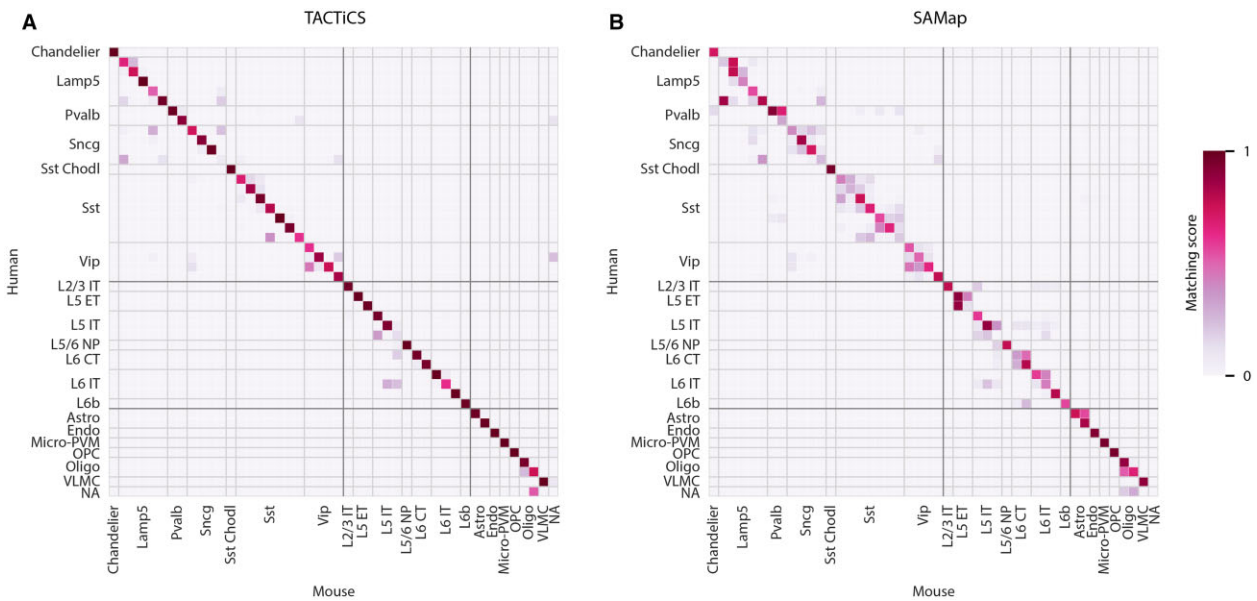 A
TACTiCS
B
SAMap
Chandelier
Lamp5
Pvalb
Sncg
Sst Chodl
Sst
Vip
L2/3 IT
L5 ET
L5 IT
L5/6 NP
L6 CT
L6 IT
L6b
Astro
Endo
Micro-PVM
OPC
Oligo
VLMC
NA
Human
Chandelier
Lamp5
Pvalb
Sncg
Sst Chodl
Sst
Vip
L2/3 IT
L5 ET
L5 IT
L5/6 NP
L6 CT
L6 IT
L6b
Astro
Endo
Micro-PVM
OPC
Oligo
VLMC
NA
Mouse
Chandelier
Lamp5
Pvalb
Sncg
Sst Chodl
Sst
Vip
L2/3 IT
L5 ET
L5 IT
L5/6 NP
L6 CT
L6 IT
L6b
Astro
Endo
Micro-PVM
OPC
Oligo
VLMC
NA
Human
Chandelier
Lamp5
Pvalb
Sncg
Sst Chodl
Sst
Vip
L2/3 IT
L5 ET
L5 IT
L5/6 NP
L6 CT
L6 IT
L6b
Astro
Endo
Micro-PVM
OPC
Oligo
VLMC
NA
Mouse
Matching score
1
0